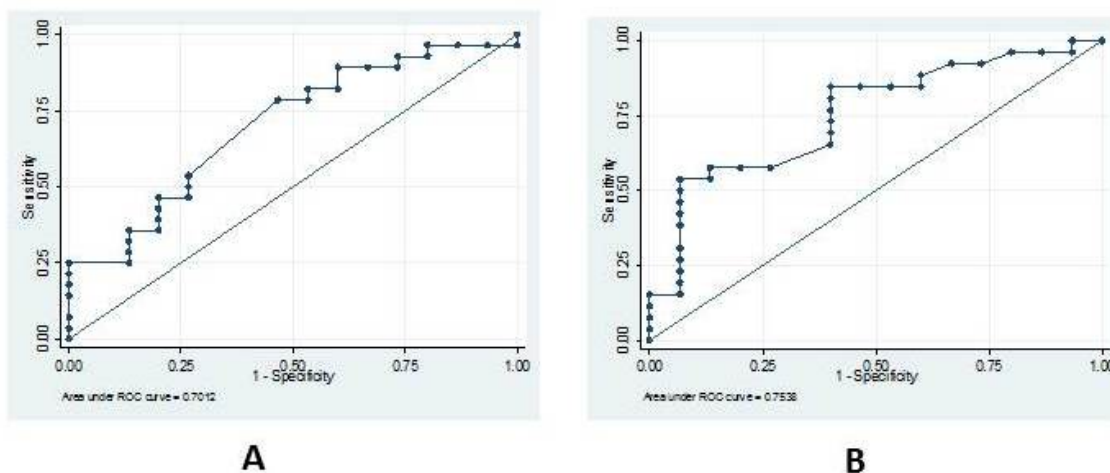 Sensitivity
1.00
0.75
0.50
0.25
0.00
0.00 0.25 0.50 0.75 1.00
1 - Specificity
Area under ROC curve = 0.7012
A
Sensitivity
1.00
0.75
0.50
0.25
0.00
0.00 0.25 0.50 0.75 1.00
1 - Specificity
Area under ROC curve = 0.7538
B